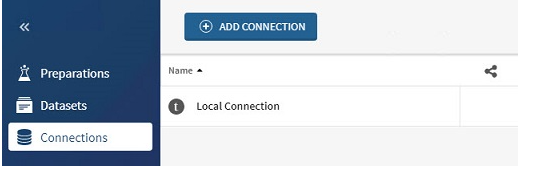 «
ADD CONNECTION
Preparations
Datasets
Connections
Name
t Local Connection